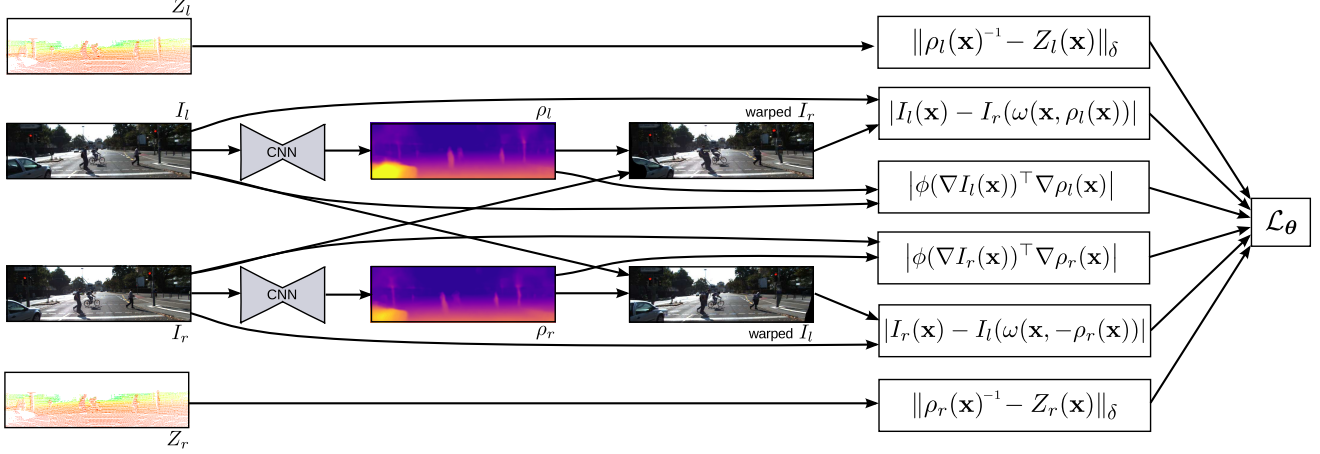 Z_l
‖ρ_l(𝐱)⁻¹ − Z_l(𝐱)‖_δ
I_l
CNN
ρ_l
warped I_r
|I_l(𝐱) − I_r(ω(𝐱, ρ_l(𝐱))|
|ϕ(∇I_l(𝐱))^⊤∇ρ_l(𝐱)|
ℒ_θ
|ϕ(∇I_r(𝐱))^⊤∇ρ_r(𝐱)|
CNN
I_r
ρ_r
warped I_l
|I_r(𝐱) − I_l(ω(𝐱, −ρ_r(𝐱))|
‖ρ_r(𝐱)⁻¹ − Z_r(𝐱)‖_δ
Z_r